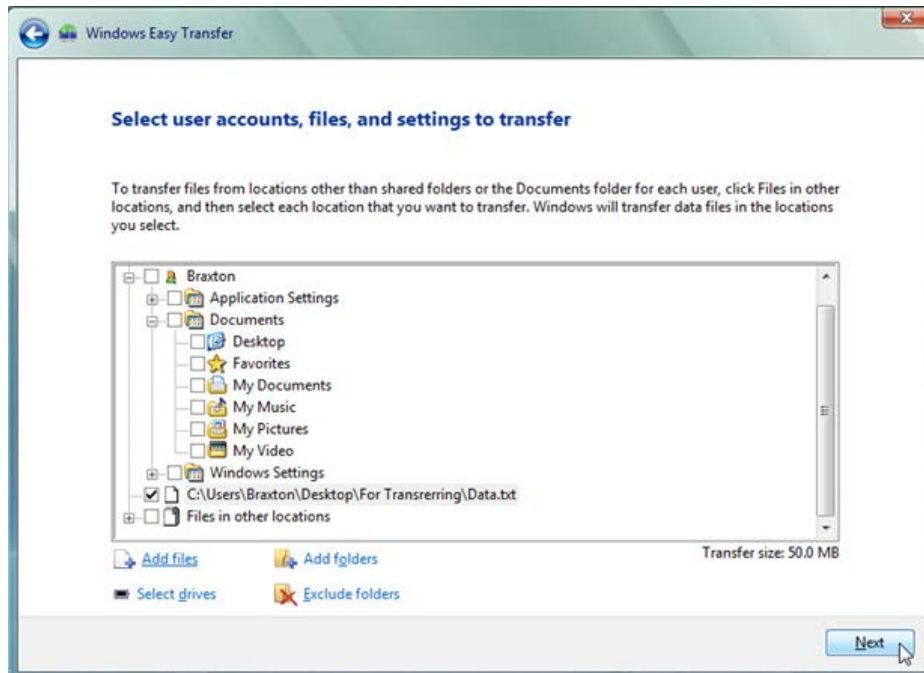 Windows Easy Transfer
Select user accounts, files, and settings to transfer
To transfer files from locations other than shared folders or the Documents folder for each user, click Files in other
locations, and then select each location that you want to transfer. Windows will transfer data files in the locations
you select.
Braxton
Application Settings
Documents
Desktop
Favorites
My Documents
My Music
My Pictures
My Video
Windows Settings
C:\Users\Braxton\Desktop\For Transrerring\Data.txt
Files in other locations
Add files
Add folders
Transfer size: 50.0 MB
Select drives
Exclude folders
Next